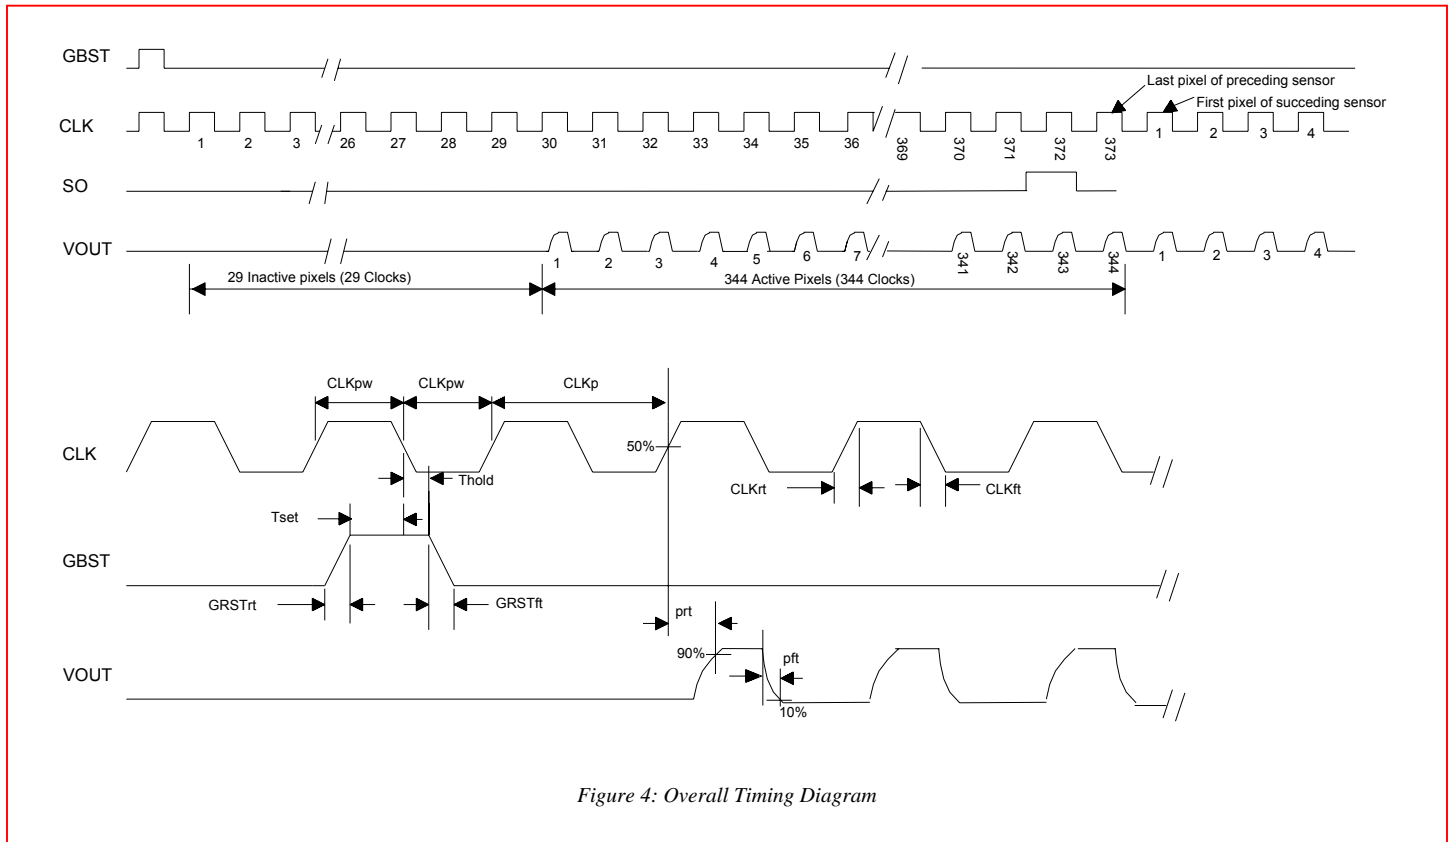 GBST
Last pixel of preceding sensor
First pixel of succeding sensor
CLK
1 2 3 26 27 28 29 30 31 32 33 34 35 36 369 370 371 372 373 1 2 3 4
SO
VOUT
1 2 3 4 5 6 7 341 342 343 344 1 2 3 4
29 Inactive pixels (29 Clocks) 344 Active Pixels (344 Clocks)
CLKpw CLKpw CLKp
CLK
50%
Thold CLKrt CLKft
Tset
GBST
GRSTrt GRSTft
prt
90% pft
VOUT
10%
Figure 4: Overall Timing Diagram